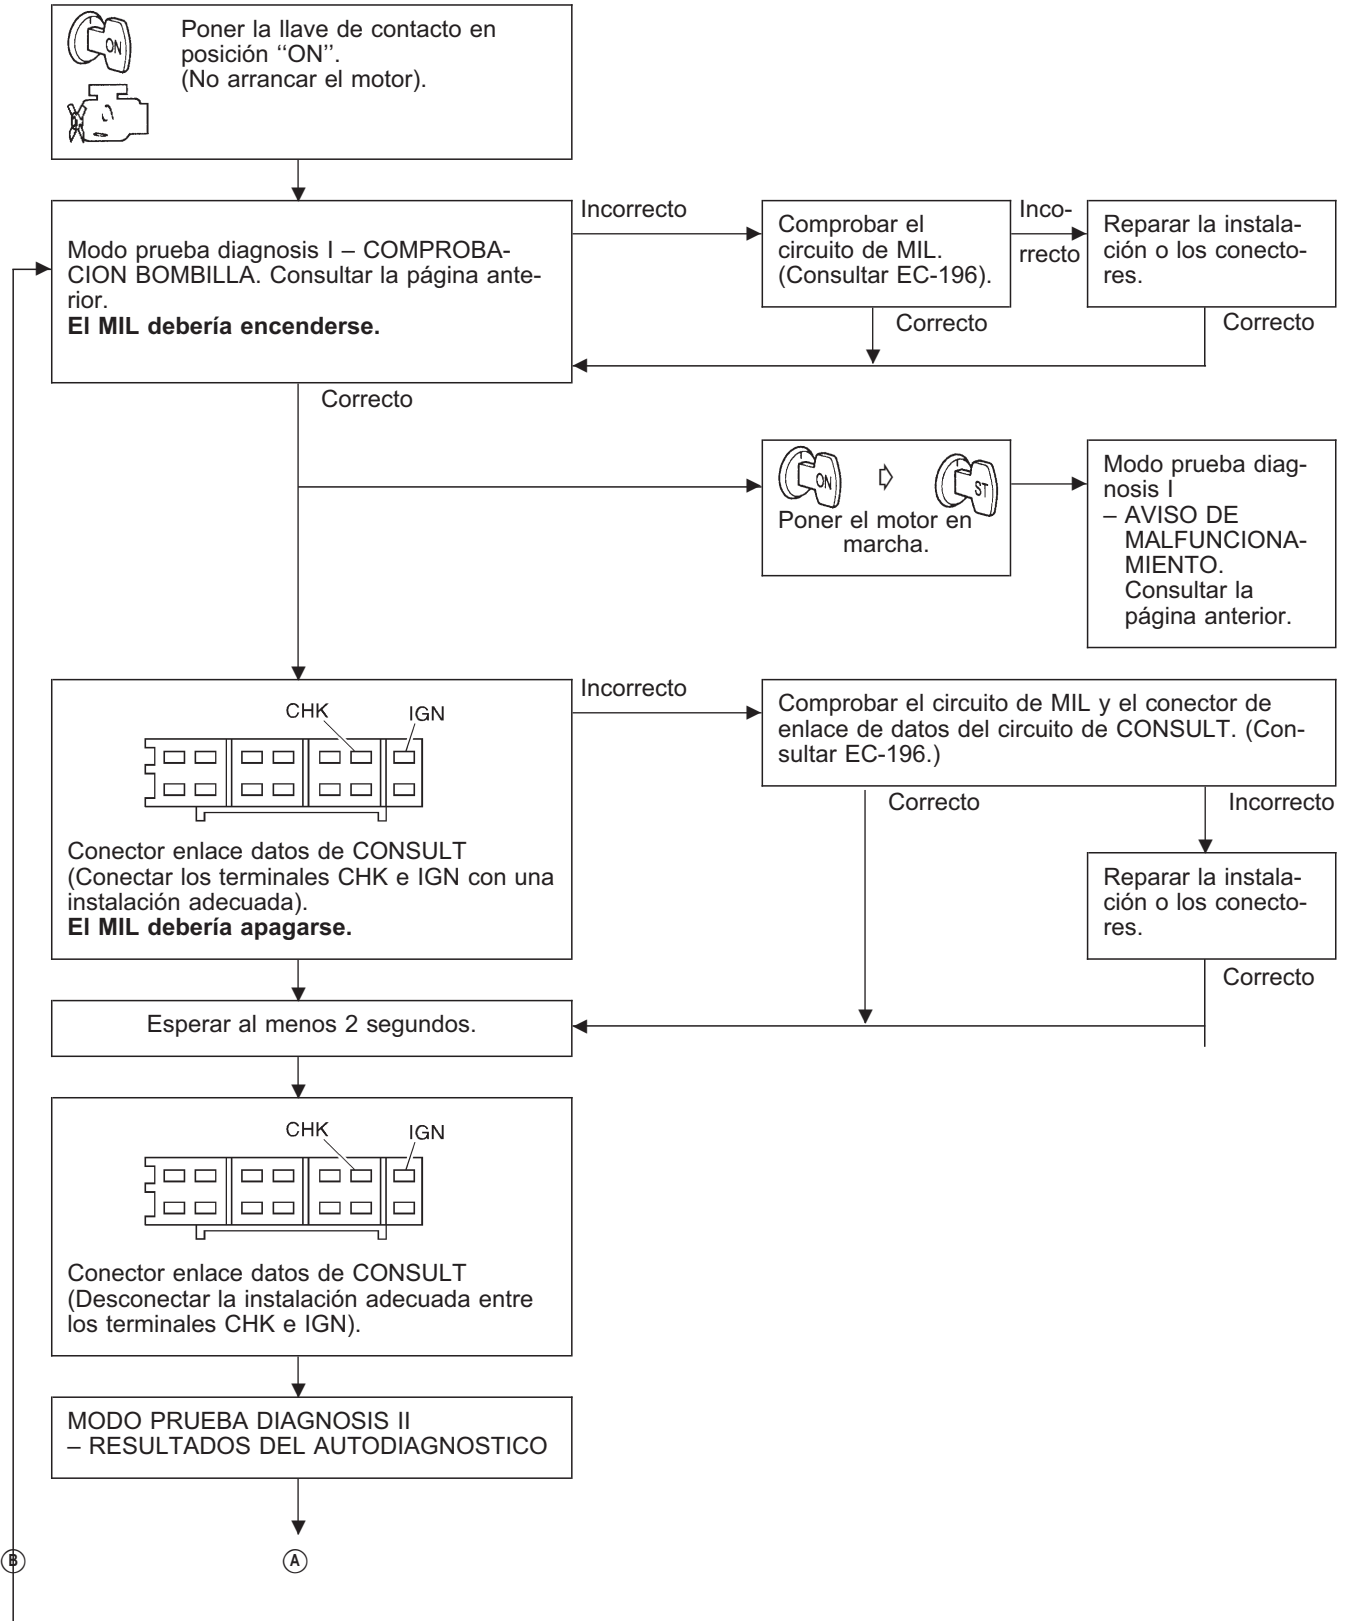 ON
Poner la llave de contacto en
posición ‘‘ON’’.
(No arrancar el motor).
Modo prueba diagnosis I – COMPROBA-
CION BOMBILLA. Consultar la página ante-
rior.
El MIL debería encenderse.
Incorrecto
Comprobar el
circuito de MIL.
(Consultar EC-196).
Inco-
rrecto
Reparar la instala-
ción o los conecto-
res.
Correcto
Correcto
Correcto
ON
ST
Poner el motor en
marcha.
Modo prueba diag-
nosis I
– AVISO DE
MALFUNCIONA-
MIENTO.
Consultar la
página anterior.
CHK
IGN
Conector enlace datos de CONSULT
(Conectar los terminales CHK e IGN con una
instalación adecuada).
El MIL debería apagarse.
Incorrecto
Comprobar el circuito de MIL y el conector de
enlace de datos del circuito de CONSULT. (Con-
sultar EC-196.)
Correcto
Incorrecto
Reparar la instala-
ción o los conecto-
res.
Correcto
Esperar al menos 2 segundos.
CHK
IGN
Conector enlace datos de CONSULT
(Desconectar la instalación adecuada entre
los terminales CHK e IGN).
MODO PRUEBA DIAGNOSIS II
– RESULTADOS DEL AUTODIAGNOSTICO
B
A